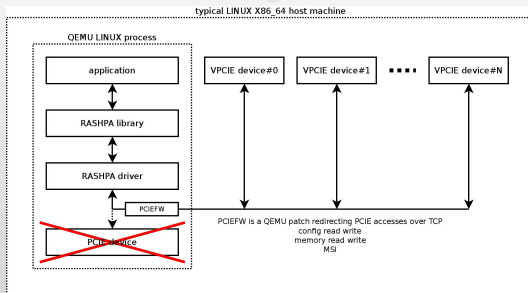 typical LINUX X86_64 host machine
QEMU LINUX process
application
VPCIE device#0
VPCIE device#1
VPCIE device#N
RASHPA library
RASHPA driver
PCIEFW
PCIEFW is a QEMU patch redirecting PCIE accesses over TCP
config read write
memory read write
MSI
PCIE device